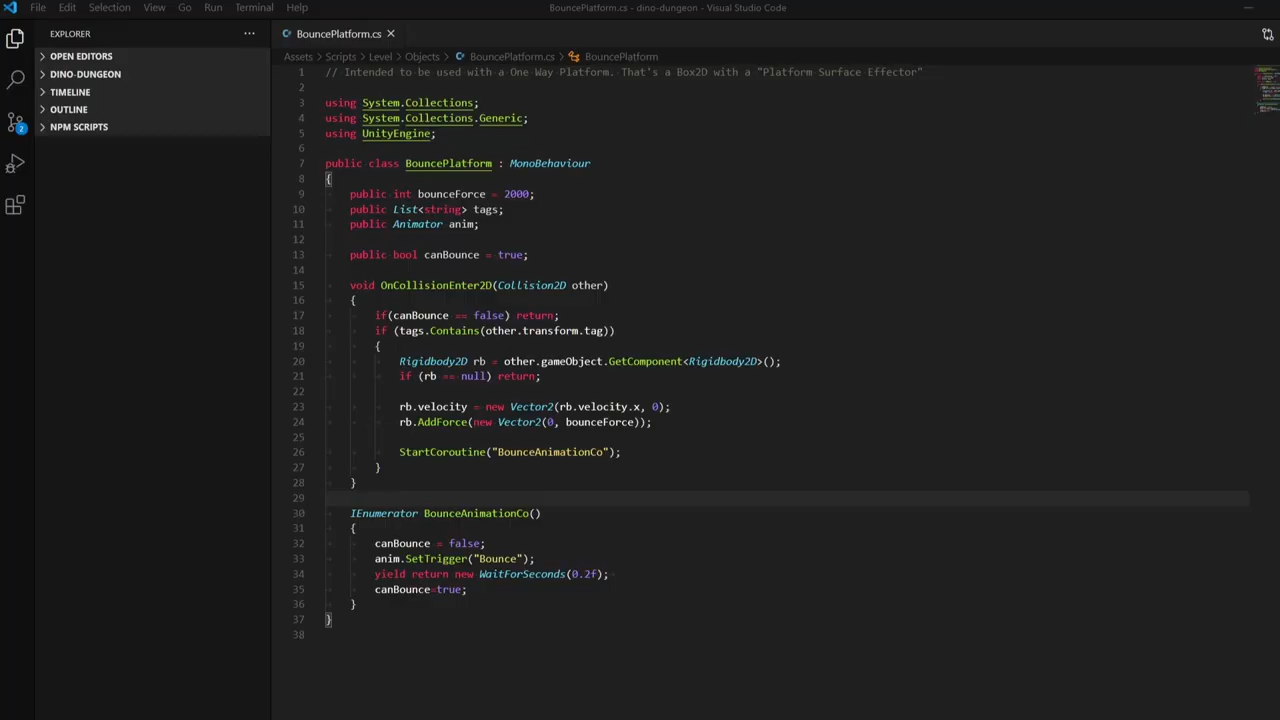 File Edit Selection View Go Run Terminal Help BouncePlatform.cs - dino-dungeon - Visual Studio Code
EXPLORER ···
OPEN EDITORS
DINO-DUNGEON
TIMELINE
OUTLINE
NPM SCRIPTS
2
BouncePlatform.cs ×
Assets > Scripts > Level > Objects > BouncePlatform.cs > BouncePlatform
1 // Intended to be used with a One Way Platform. That's a Box2D with a "Platform Surface Effector"
2
3 using System.Collections;
4 using System.Collections.Generic;
5 using UnityEngine;
6
7 public class BouncePlatform : MonoBehaviour
8 {
9 public int bounceForce = 2000;
10 public List<string> tags;
11 public Animator anim;
12
13 public bool canBounce = true;
14
15 void OnCollisionEnter2D(Collision2D other)
16 {
17 if(canBounce == false) return;
18 if (tags.Contains(other.transform.tag))
19 {
20 Rigidbody2D rb = other.gameObject.GetComponent<Rigidbody2D>();
21 if (rb == null) return;
22
23 rb.velocity = new Vector2(rb.velocity.x, 0);
24 rb.AddForce(new Vector2(0, bounceForce));
25
26 StartCoroutine("BounceAnimationCo");
27 }
28 }
29
30 IEnumerator BounceAnimationCo()
31 {
32 canBounce = false;
33 anim.SetTrigger("Bounce");
34 yield return new WaitForSeconds(0.2f);
35 canBounce=true;
36 }
37 }
38